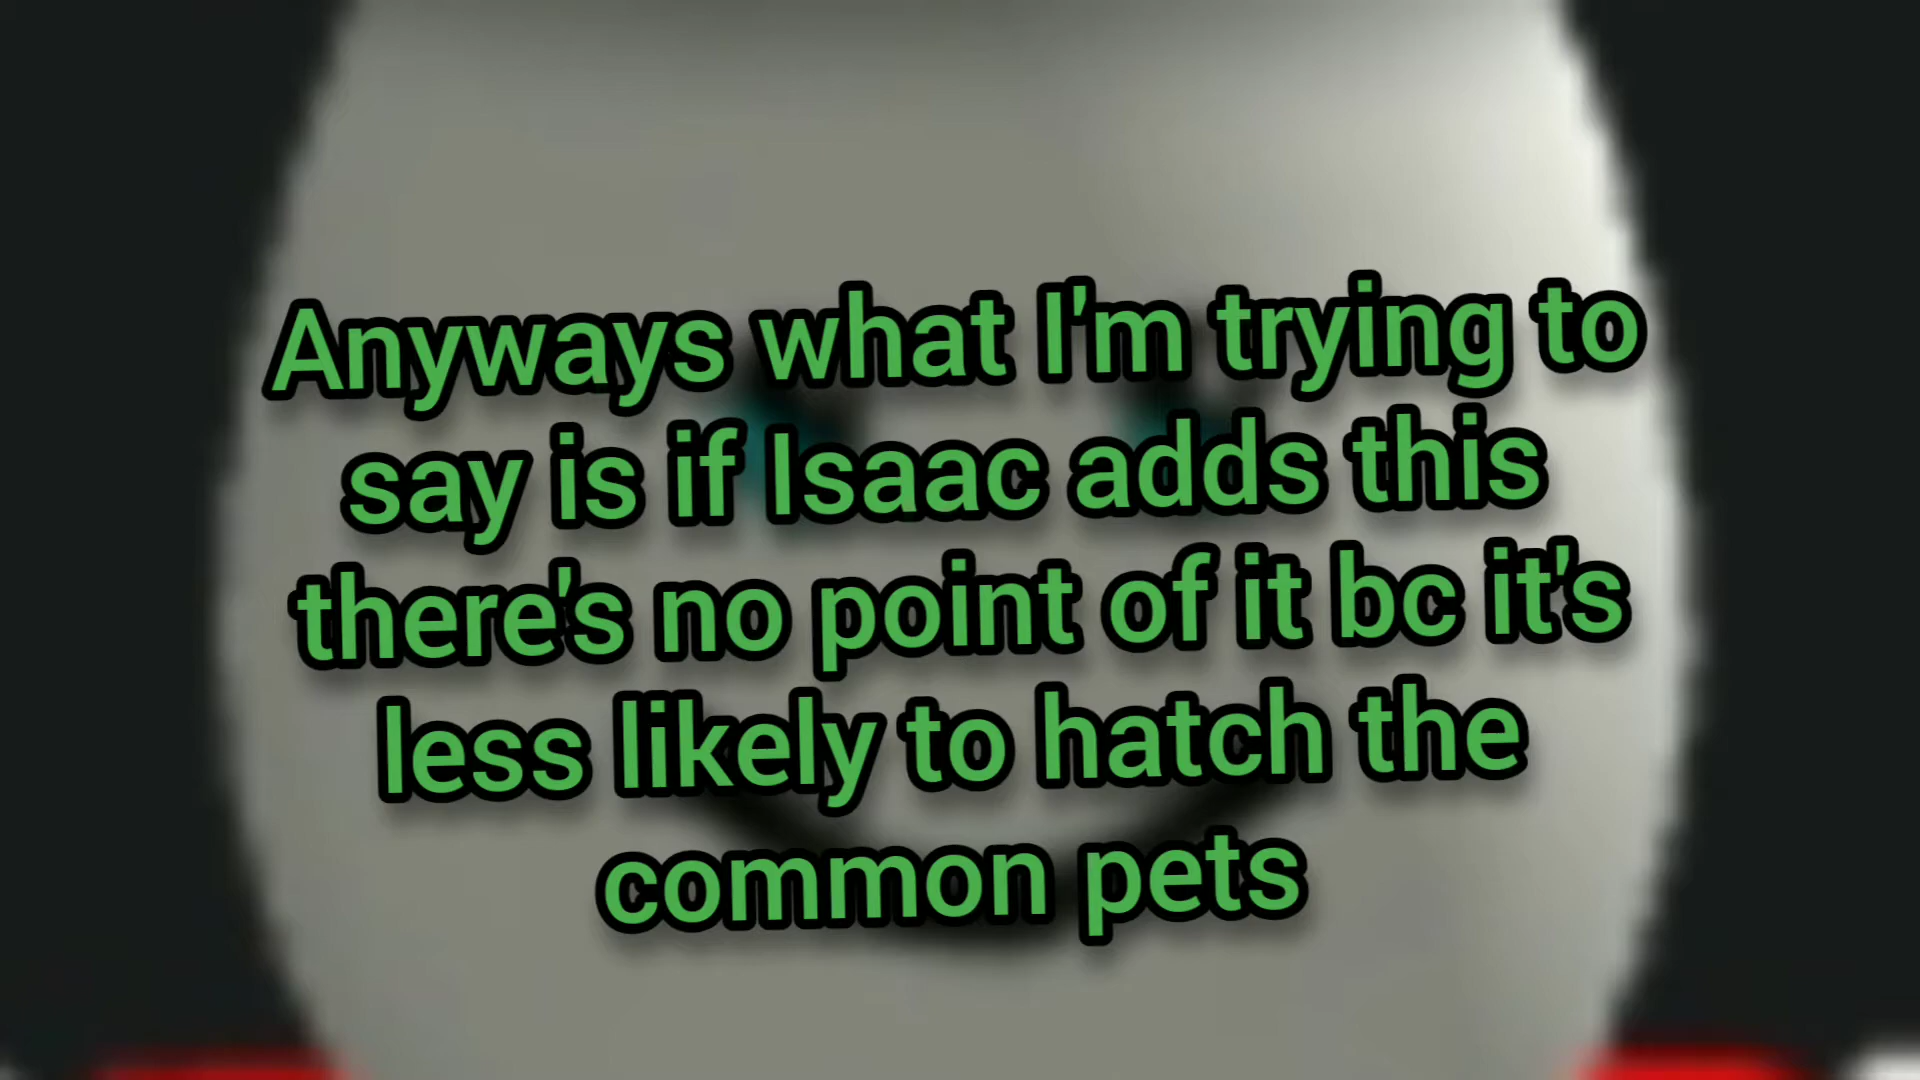 Anyways what I'm trying to
say is if Isaac adds this
there's no point of it bc it's
less likely to hatch the
common pets